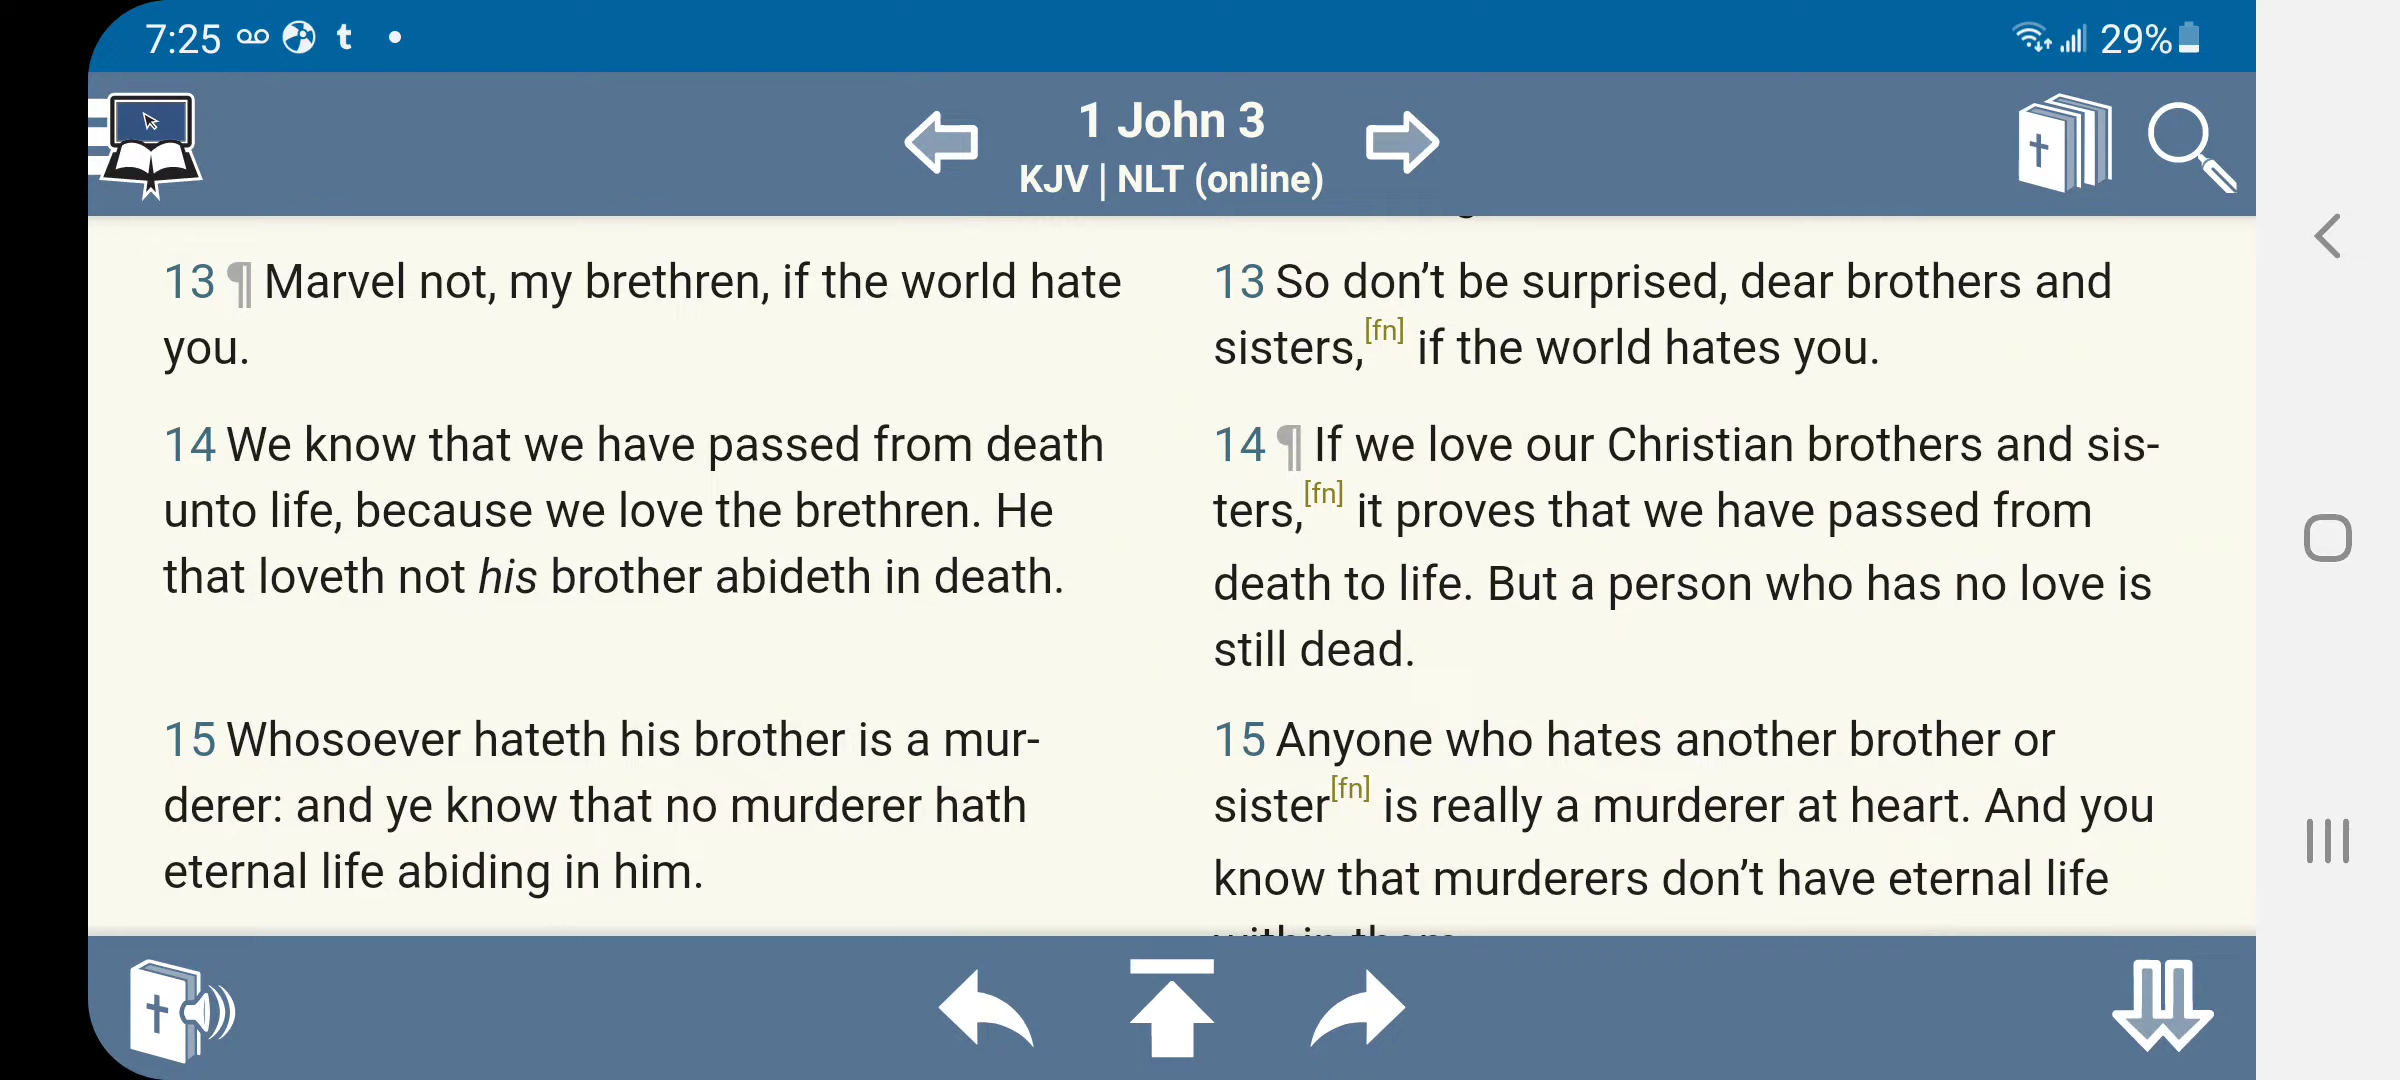 7:25
t
29%
1 John 3
KJV | NLT (online)
13 ¶ Marvel not, my brethren, if the world hate
you.
14 We know that we have passed from death
unto life, because we love the brethren. He
that loveth not his brother abideth in death.
15 Whosoever hateth his brother is a mur-
derer: and ye know that no murderer hath
eternal life abiding in him.
13 So don’t be surprised, dear brothers and
sisters,[fn] if the world hates you.
14 ¶ If we love our Christian brothers and sis-
ters,[fn] it proves that we have passed from
death to life. But a person who has no love is
still dead.
15 Anyone who hates another brother or
sister[fn] is really a murderer at heart. And you
know that murderers don’t have eternal life